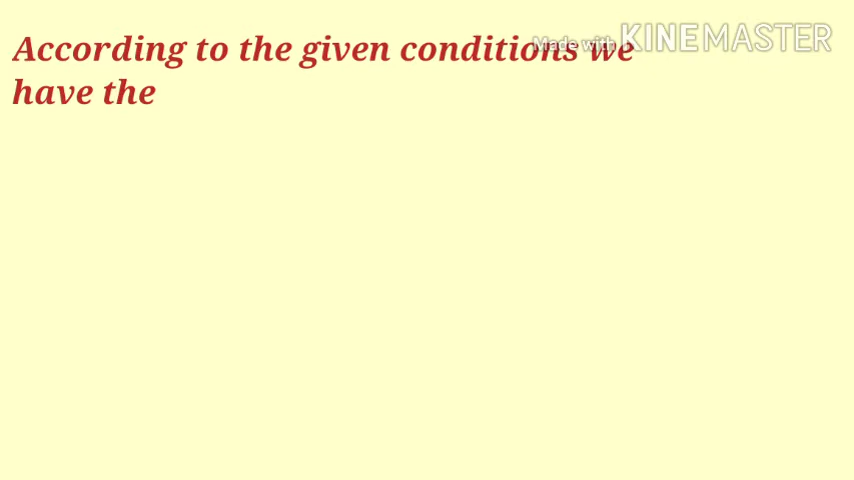 According to the given conditions we
have the
Made with KINEMASTER